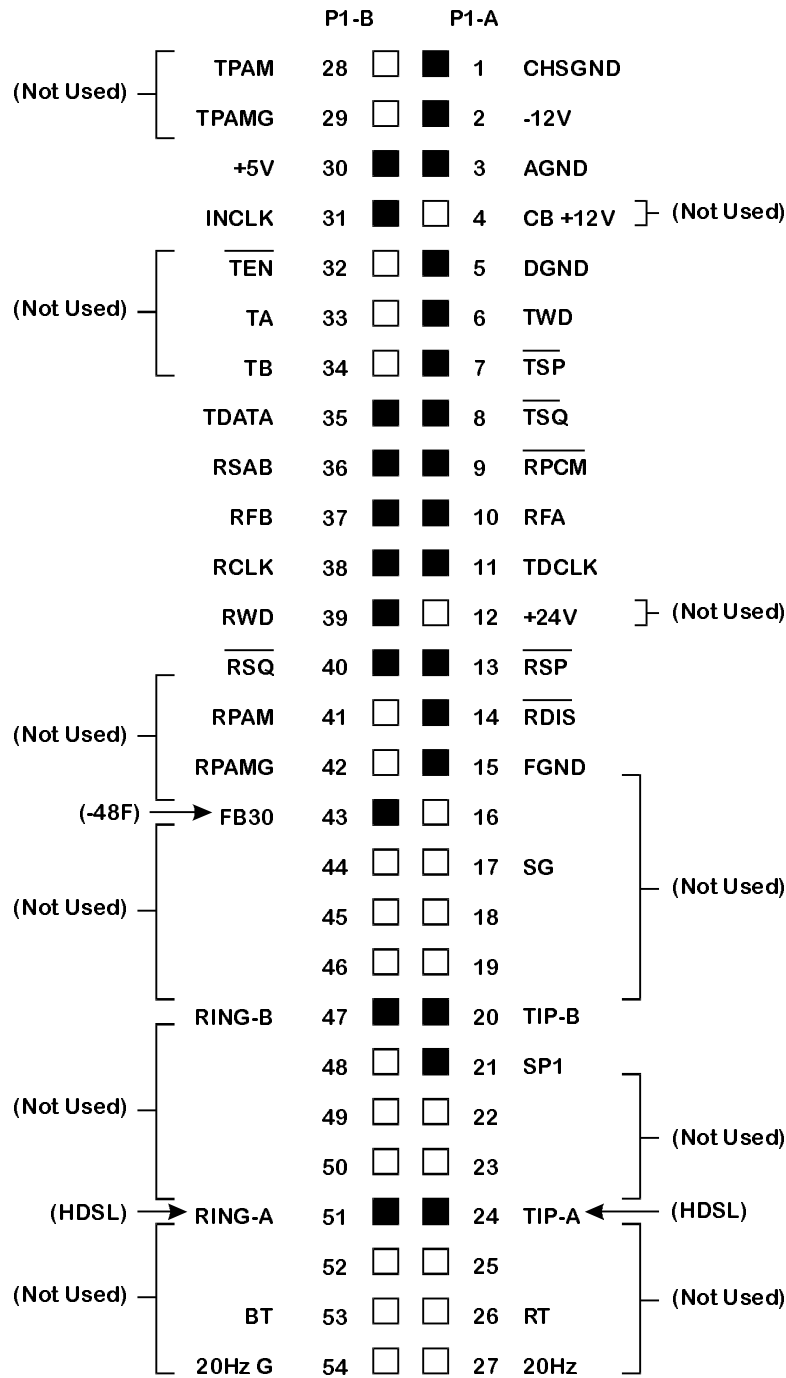 P1-B P1-A
TPAM 28 1 CHSGND
(Not Used)
TPAMG 29 2 -12V
+5V 30 3 AGND
INCLK 31 4 CB +12V (Not Used)
TEN 32 5 DGND
(Not Used) TA 33 6 TWD
TB 34 7 TSP
TDATA 35 8 TSQ
RSAB 36 9 RPCM
RFB 37 10 RFA
RCLK 38 11 TDCLK
RWD 39 12 +24V (Not Used)
RSQ 40 13 RSP
RPAM 41 14 RDIS
(Not Used)
RPAMG 42 15 FGND
(-48F) FB30 43 16
44 17 SG
(Not Used) (Not Used)
45 18
46 19
RING-B 47 20 TIP-B
48 21 SP1
(Not Used) 49 22
(Not Used)
50 23
(HDSL) RING-A 51 24 TIP-A (HDSL)
52 25
(Not Used) (Not Used)
BT 53 26 RT
20Hz G 54 27 20Hz